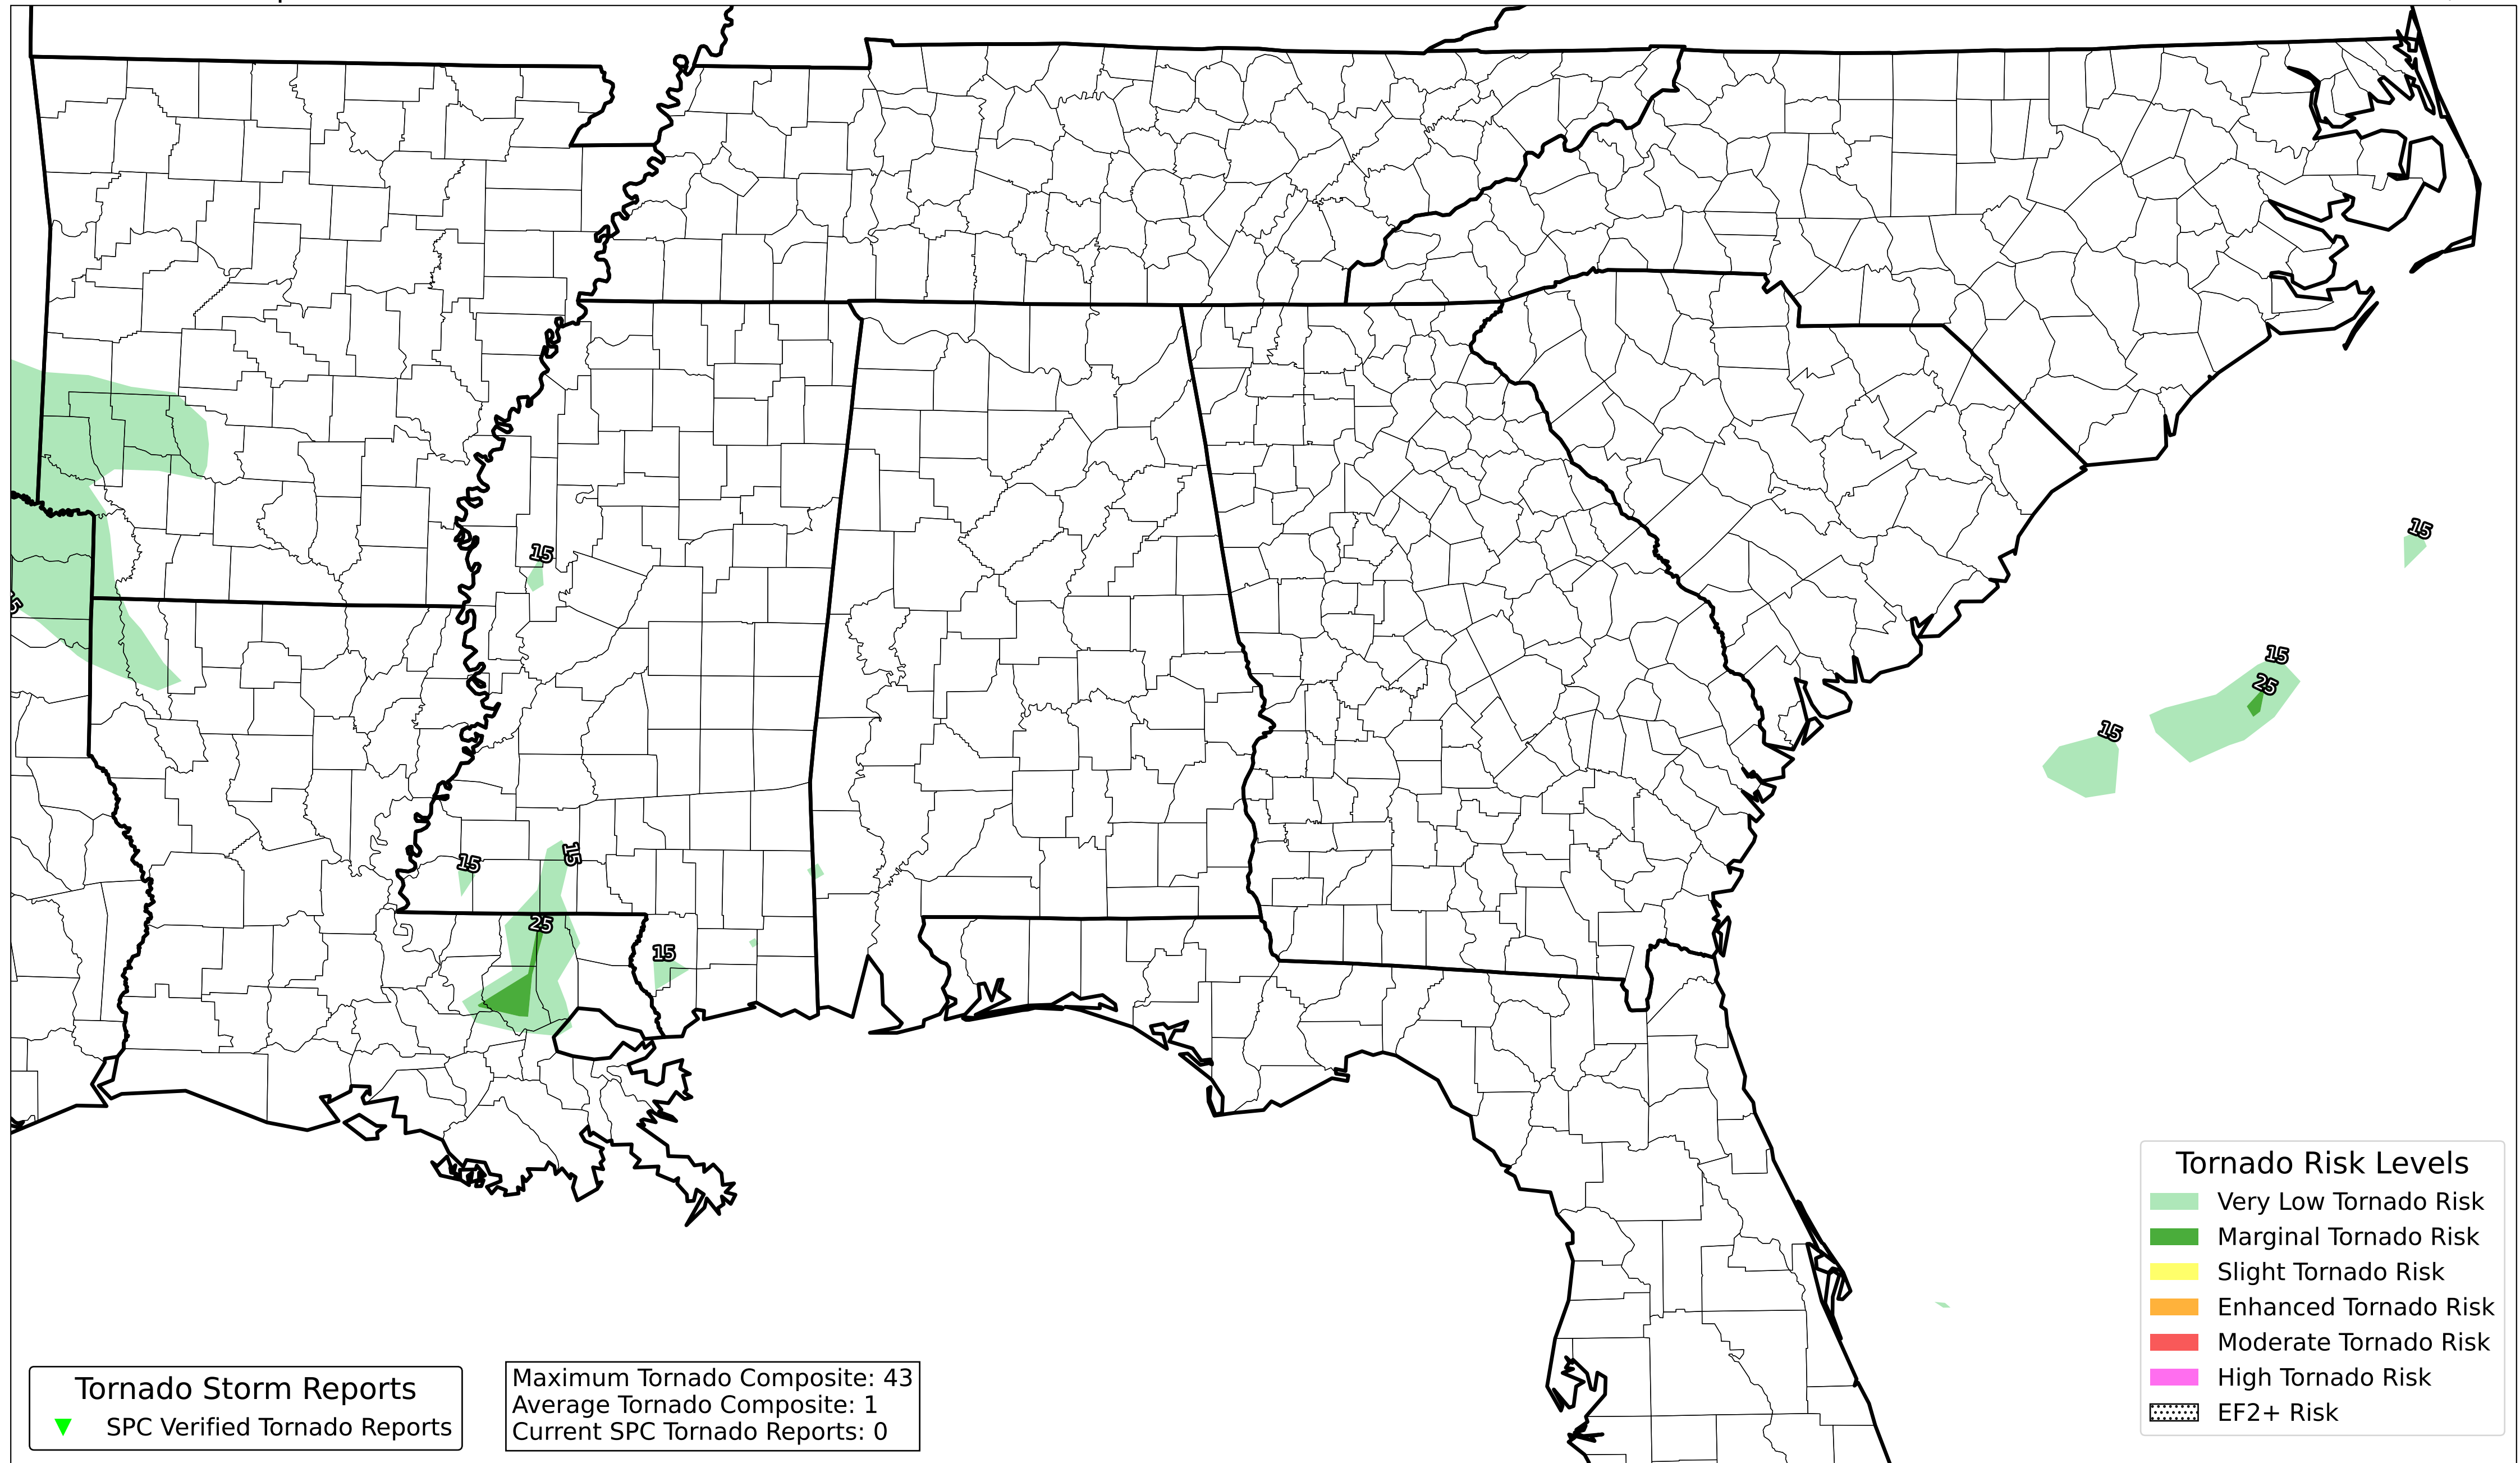 15
15
15
25
15
15
15
15
25
15
Tornado Risk Levels
Very Low Tornado Risk
Marginal Tornado Risk
Slight Tornado Risk
Enhanced Tornado Risk
Moderate Tornado Risk
High Tornado Risk
EF2+ Risk
Tornado Storm Reports
SPC Verified Tornado Reports
Maximum Tornado Composite: 43
Average Tornado Composite: 1
Current SPC Tornado Reports: 0